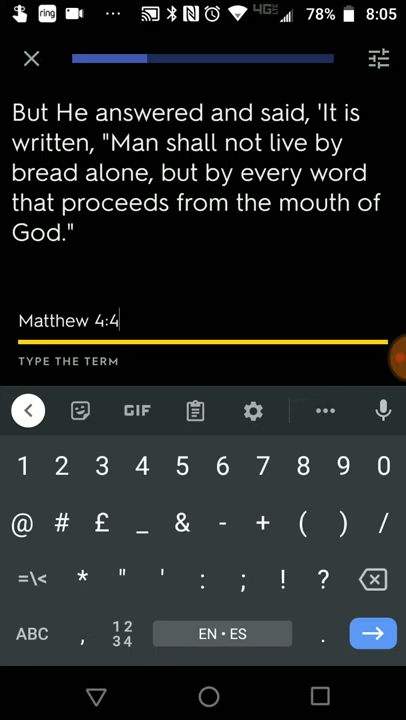 ring ... 4G 78% 8:05
But He answered and said, 'It is
written, "Man shall not live by
bread alone, but by every word
that proceeds from the mouth of
God."
Matthew 4:4
TYPE THE TERM
GIF ...
1 2 3 4 5 6 7 8 9 0
@ # £ _ & - + ( ) /
=\< * " ' : ; ! ?
ABC , 12 34 EN • ES .